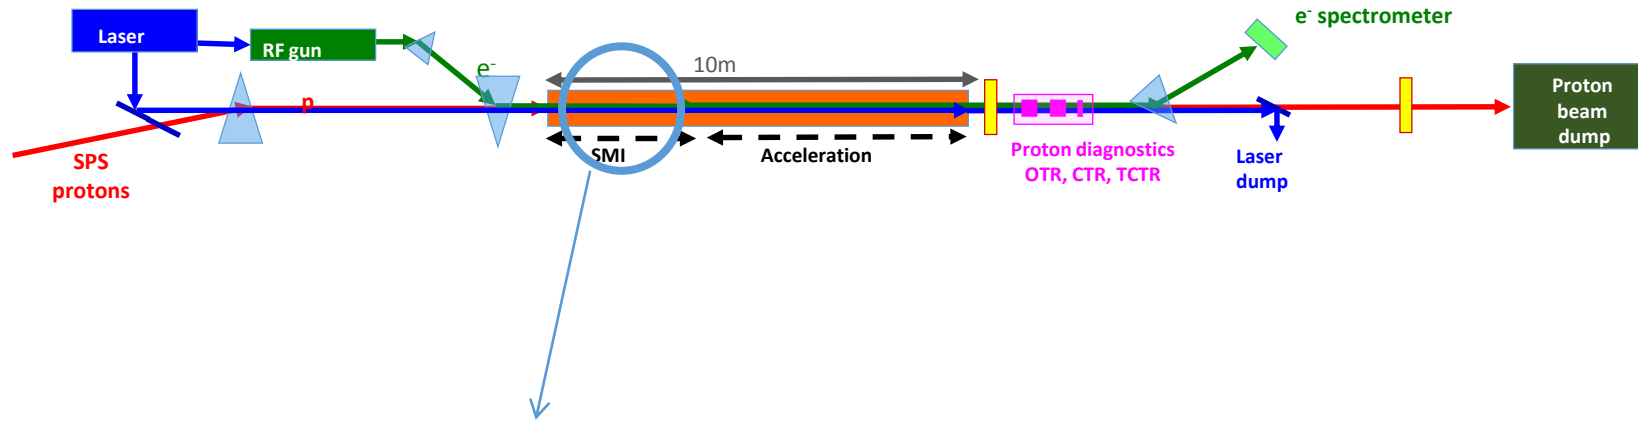 Laser
RF gun
e-
p
SPS
protons
10m
SMI
Acceleration
Proton diagnostics
OTR, CTR, TCTR
e- spectrometer
Laser
dump
Proton
beam
dump